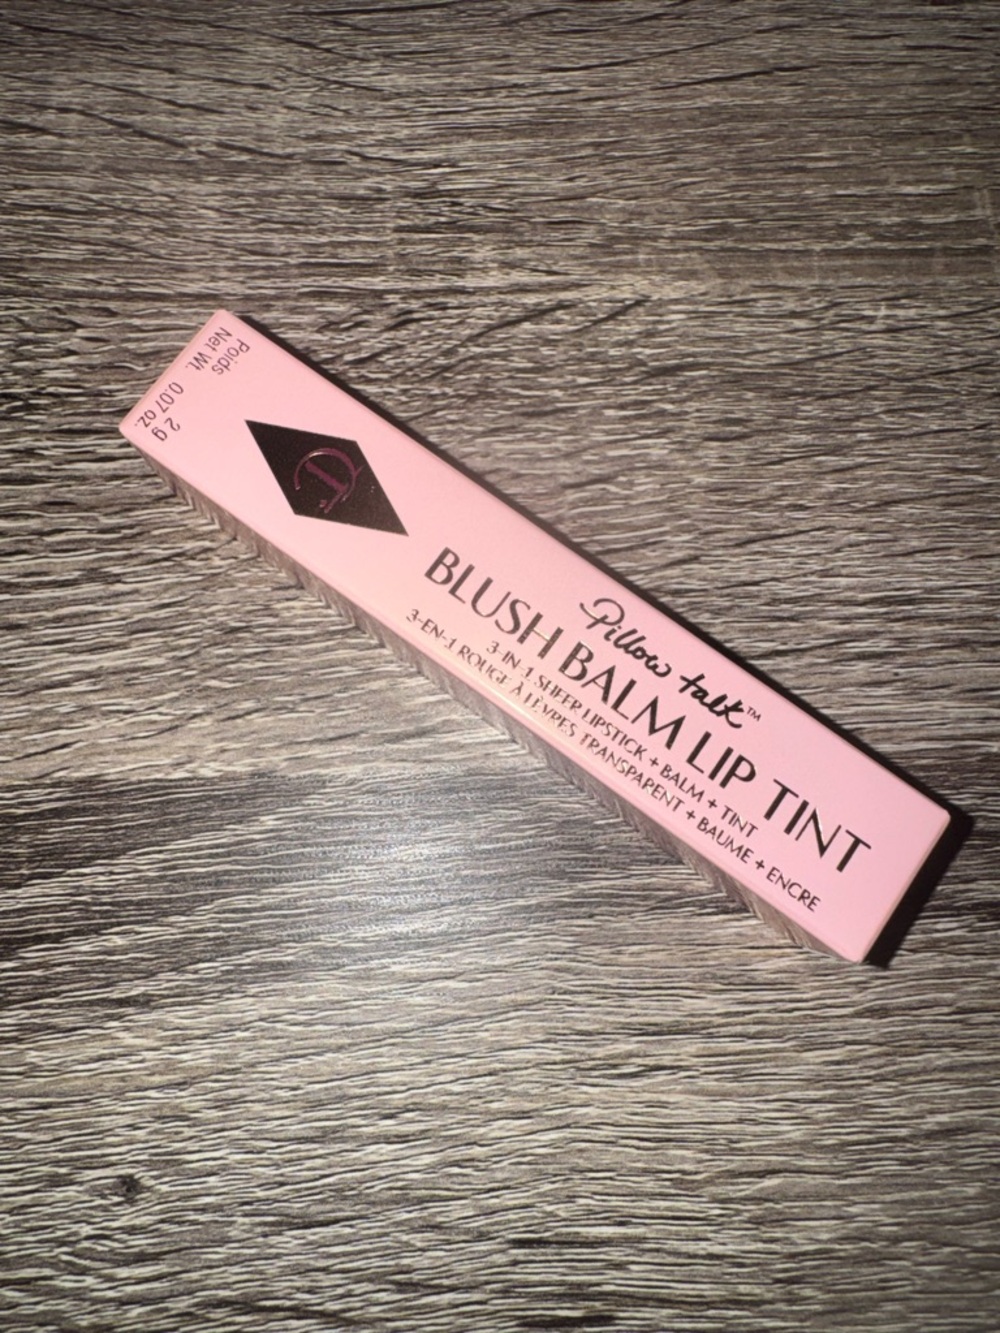 Poids 2 g
Net Wt. 0.07 oz.
CT
Pillow talk™
BLUSH BALM LIP TINT
3-IN-1 SHEER LIPSTICK + BALM + TINT
3-EN-1 ROUGE À LÈVRES TRANSPARENT + BAUME + ENCRE